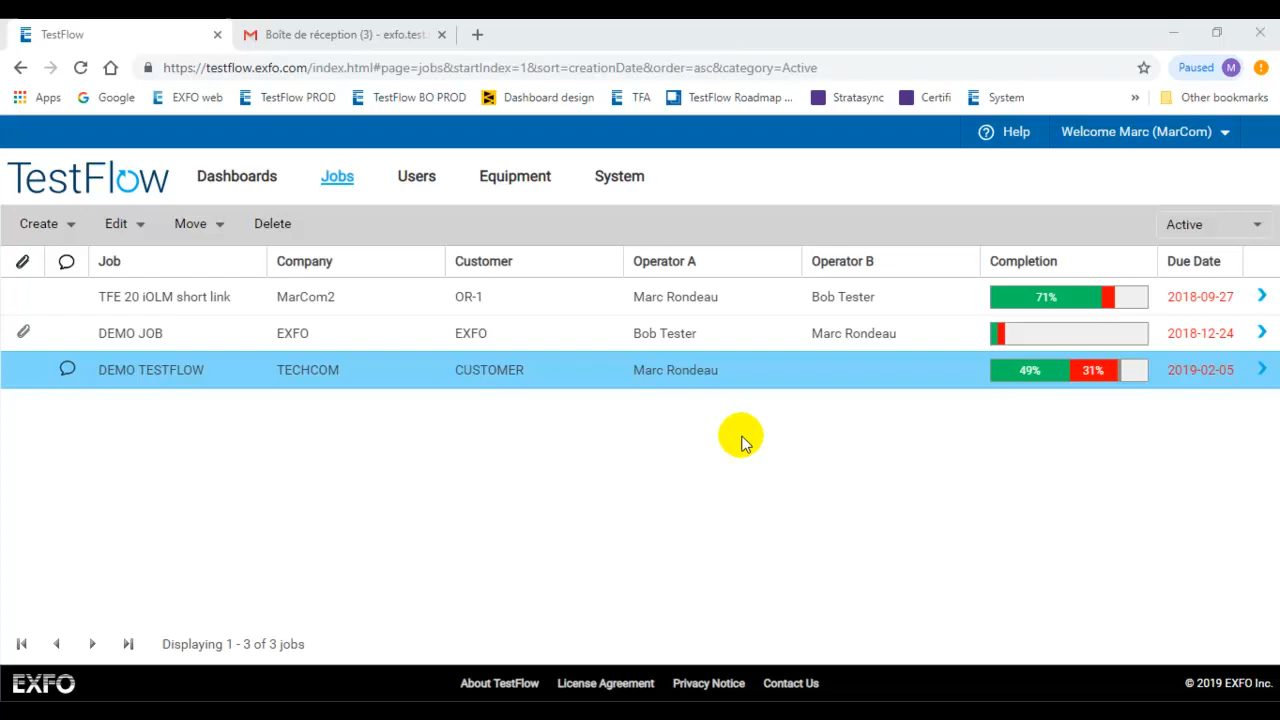 TestFlow
Boîte de réception (3) - exfo.test.
https://testflow.exfo.com/index.html#page=jobs&startIndex=1&sort=creationDate&order=asc&category=Active
Paused M
Apps Google EXFO web TestFlow PROD TestFlow BO PROD Dashboard design TFA TestFlow Roadmap ... Stratasync Certifi System » Other bookmarks
Help Welcome Marc (MarCom)
TestFlow Dashboards Jobs Users Equipment System
Create Edit Move Delete Active
Job Company Customer Operator A Operator B Completion Due Date
TFE 20 iOLM short link MarCom2 OR-1 Marc Rondeau Bob Tester 71% 2018-09-27
DEMO JOB EXFO EXFO Bob Tester Marc Rondeau 2018-12-24
DEMO TESTFLOW TECHCOM CUSTOMER Marc Rondeau 49% 31% 2019-02-05
Displaying 1 - 3 of 3 jobs
EXFO About TestFlow License Agreement Privacy Notice Contact Us © 2019 EXFO Inc.